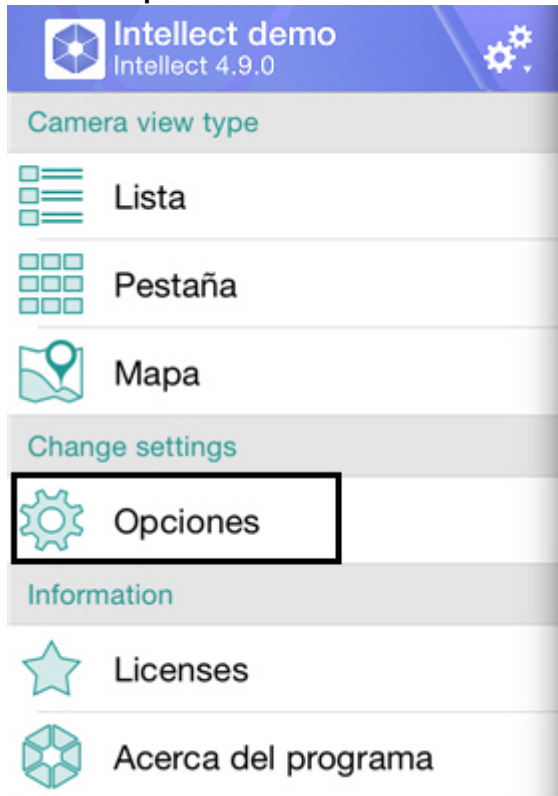 Intellect demo
Intellect 4.9.0
Camera view type
Lista
Pestaña
Mapa
Change settings
Opciones
Information
Licenses
Acerca del programa